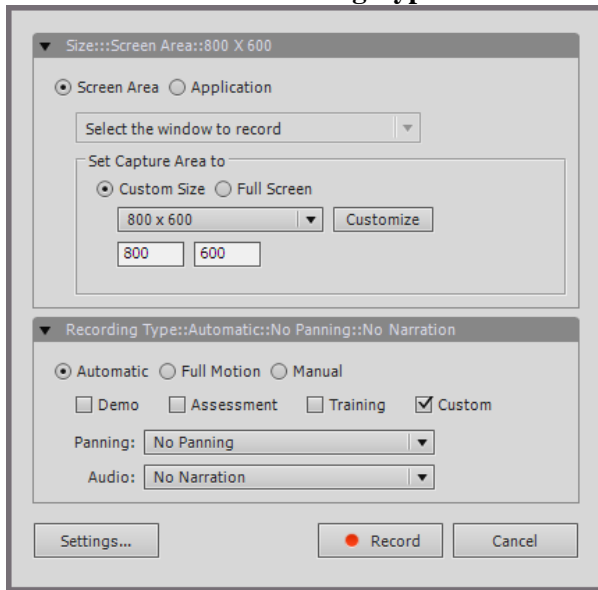 Size:::Screen Area::800 X 600
Screen Area Application
Select the window to record
Set Capture Area to
Custom Size Full Screen
800 x 600 Customize
800 600
Recording Type::Automatic::No Panning::No Narration
Automatic Full Motion Manual
Demo Assessment Training Custom
Panning: No Panning
Audio: No Narration
Settings... Record Cancel